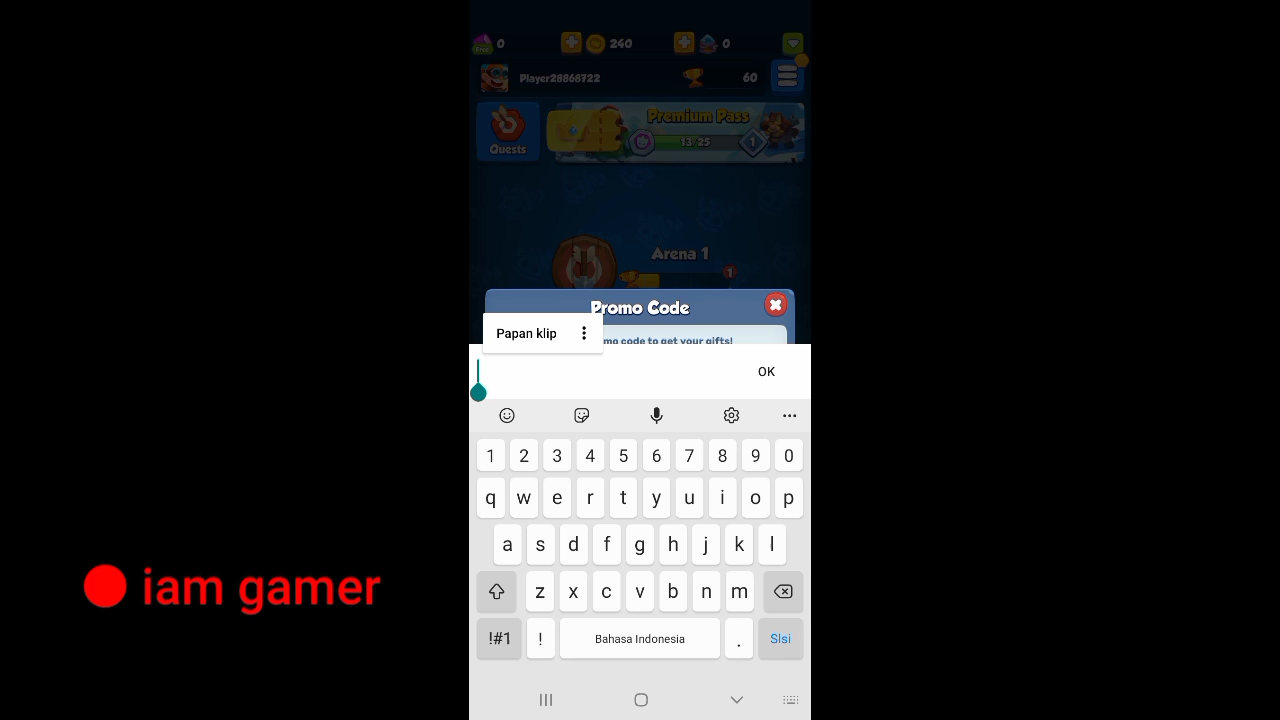 Free 0 240 0
Player28868722 60
Premium Pass
13/25 1
Quests
Arena 1
1
Promo Code
Papan klip
mo code to get your gifts!
OK
1 2 3 4 5 6 7 8 9 0
q w e r t y u i o p
a s d f g h j k l
z x c v b n m
!#1 ! Bahasa Indonesia . Slsi
iam gamer